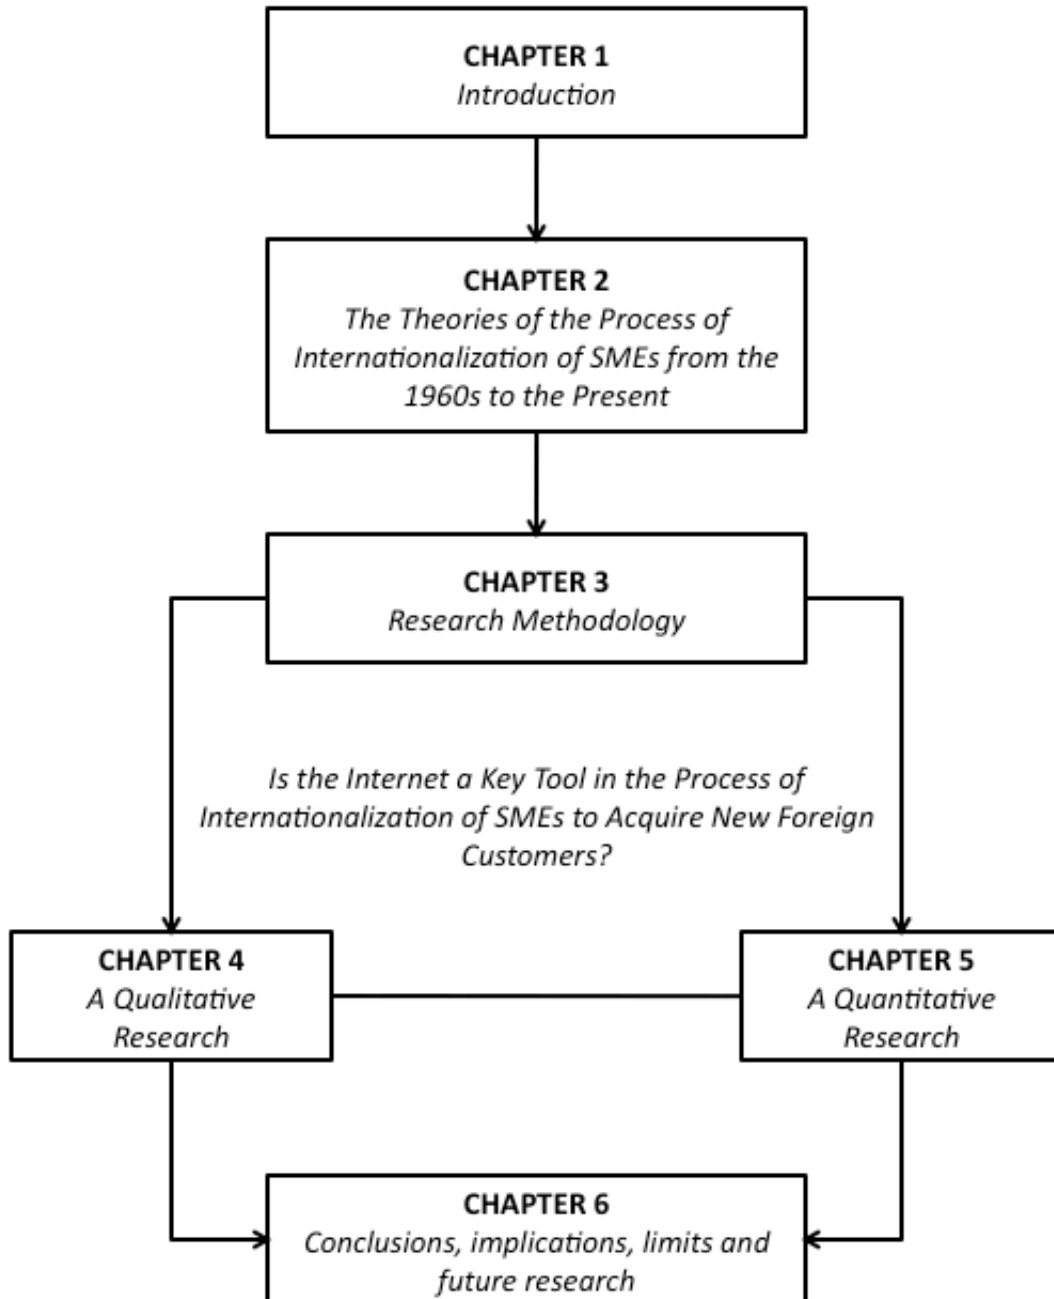 CHAPTER 1
Introduction
CHAPTER 2
The Theories of the Process of
Internationalization of SMEs from the
1960s to the Present
CHAPTER 3
Research Methodology
Is the Internet a Key Tool in the Process of
Internationalization of SMEs to Acquire New Foreign
Customers?
CHAPTER 4
A Qualitative
Research
CHAPTER 5
A Quantitative
Research
CHAPTER 6
Conclusions, implications, limits and
future research